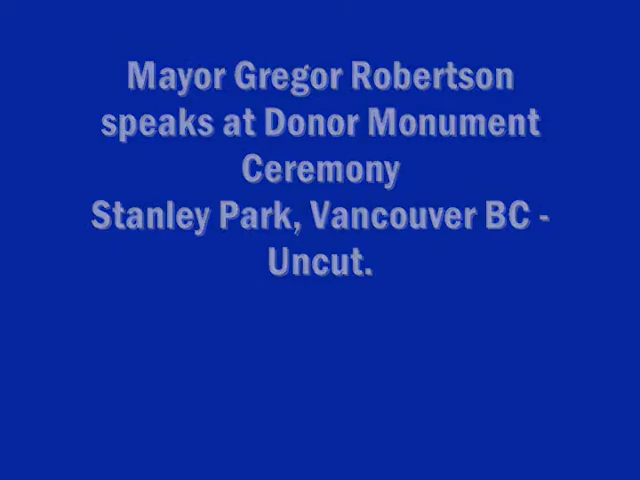 Mayor Gregor Robertson
speaks at Donor Monument
Ceremony
Stanley Park, Vancouver BC -
Uncut.